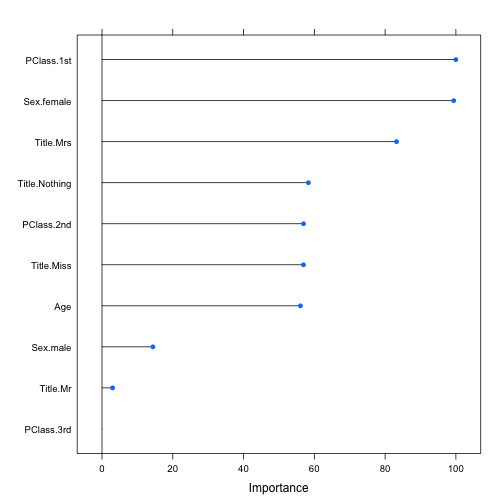 PClass.1st
Sex.female
Title.Mrs
Title.Nothing
PClass.2nd
Title.Miss
Age
Sex.male
Title.Mr
PClass.3rd
0 20 40 60 80 100
Importance